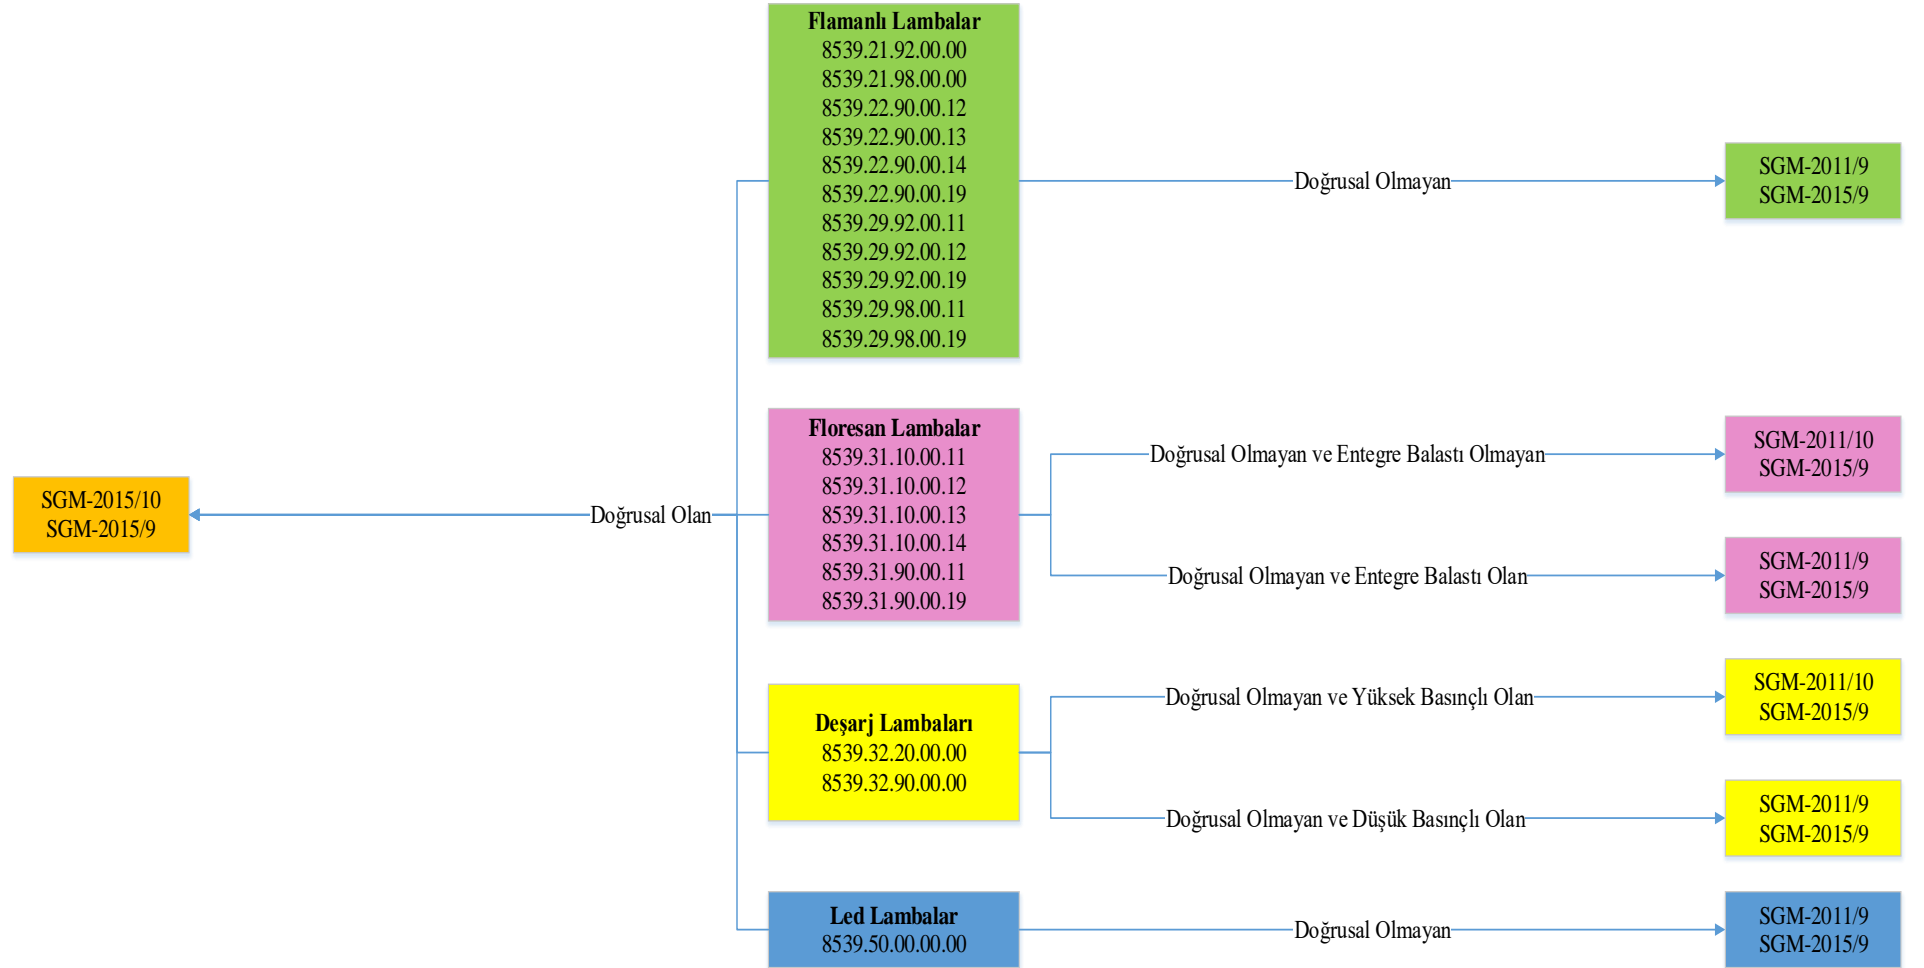 Flamanlı Lambalar
8539.21.92.00.00
8539.21.98.00.00
8539.22.90.00.12
8539.22.90.00.13
8539.22.90.00.14
8539.22.90.00.19
8539.29.92.00.11
8539.29.92.00.12
8539.29.92.00.19
8539.29.98.00.11
8539.29.98.00.19
Doğrusal Olmayan
SGM-2011/9
SGM-2015/9
Floresan Lambalar
8539.31.10.00.11
8539.31.10.00.12
8539.31.10.00.13
8539.31.10.00.14
8539.31.90.00.11
8539.31.90.00.19
Doğrusal Olmayan ve Entegre Balastı Olmayan
SGM-2011/10
SGM-2015/9
Doğrusal Olmayan ve Entegre Balastı Olan
SGM-2011/9
SGM-2015/9
SGM-2015/10
SGM-2015/9
Doğrusal Olan
Deşarj Lambaları
8539.32.20.00.00
8539.32.90.00.00
Doğrusal Olmayan ve Yüksek Basınçlı Olan
SGM-2011/10
SGM-2015/9
Doğrusal Olmayan ve Düşük Basınçlı Olan
SGM-2011/9
SGM-2015/9
Led Lambalar
8539.50.00.00.00
Doğrusal Olmayan
SGM-2011/9
SGM-2015/9